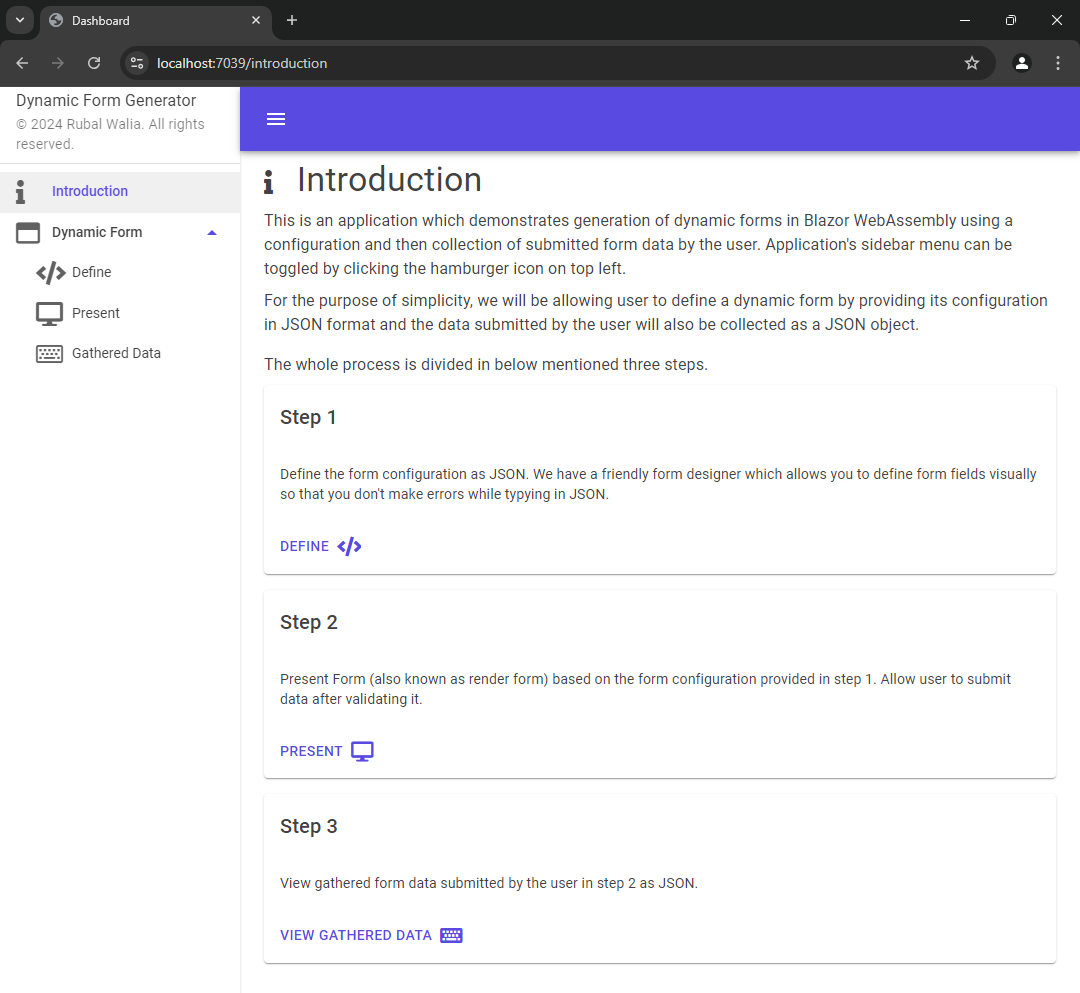 Dashboard
localhost:7039/introduction
Dynamic Form Generator
© 2024 Rubal Walia. All rights
reserved.
Introduction
Dynamic Form
Define
Present
Gathered Data
Introduction
This is an application which demonstrates generation of dynamic forms in Blazor WebAssembly using a
configuration and then collection of submitted form data by the user. Application's sidebar menu can be
toggled by clicking the hamburger icon on top left.
For the purpose of simplicity, we will be allowing user to define a dynamic form by providing its configuration
in JSON format and the data submitted by the user will also be collected as a JSON object.
The whole process is divided in below mentioned three steps.
Step 1
Define the form configuration as JSON. We have a friendly form designer which allows you to define form fields visually
so that you don't make errors while typying in JSON.
DEFINE
Step 2
Present Form (also known as render form) based on the form configuration provided in step 1. Allow user to submit
data after validating it.
PRESENT
Step 3
View gathered form data submitted by the user in step 2 as JSON.
VIEW GATHERED DATA